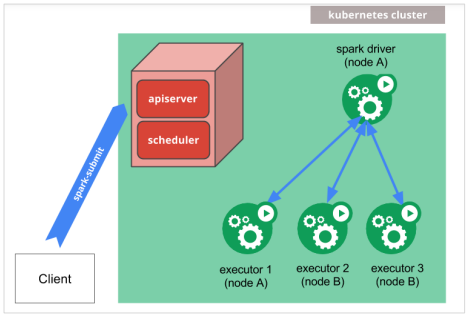 kubernetes cluster
spark driver
(node A)
apiserver
scheduler
spark-submit
executor 1
(node A)
executor 2
(node B)
executor 3
(node B)
Client